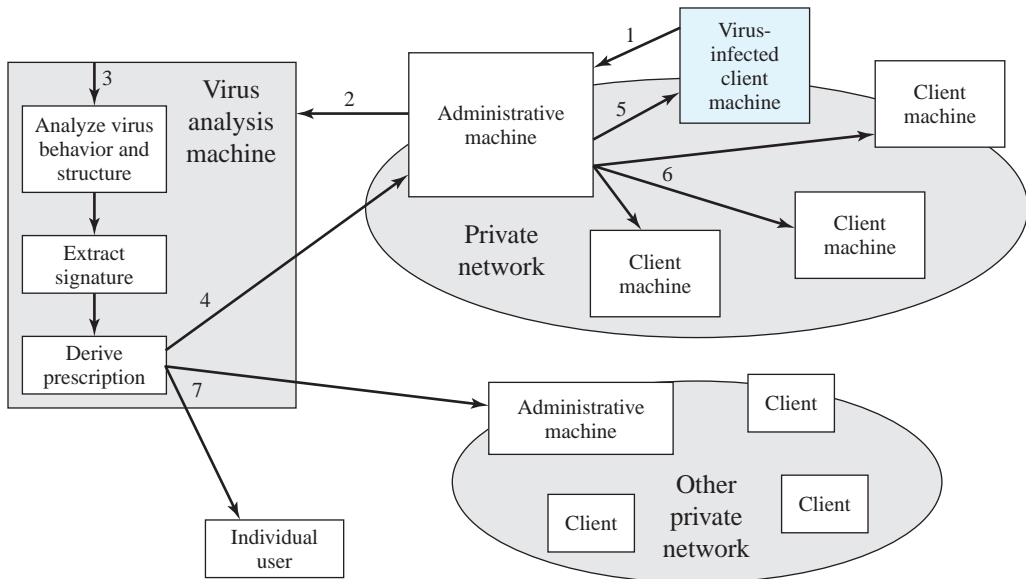 1
Virus-
infected
client
machine
3
Virus
analysis
machine
2
Administrative
machine
5
Client
machine
Analyze virus
behavior and
structure
6
Private
network
Client
machine
Client
machine
Extract
signature
4
Derive
prescription
7
Administrative
machine
Client
Client
Other
private
network
Client
Individual
user